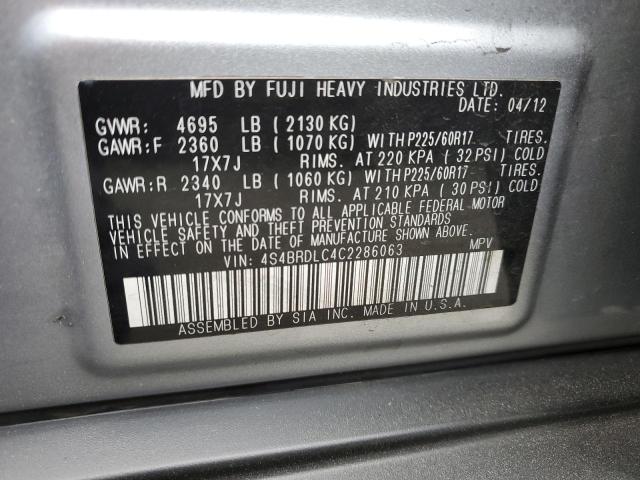 MFD BY FUJI HEAVY INDUSTRIES LTD.
DATE: 04/12
GVWR: 4695 LB (2130 KG)
GAWR:F 2360 LB (1070 KG) WITH P225/60R17 TIRES.
17X7J RIMS. AT 220 KPA (32 PSI) COLD
GAWR:R 2340 LB (1060 KG) WITH P225/60R17 TIRES.
17X7J RIMS. AT 210 KPA (30 PSI) COLD
THIS VEHICLE CONFORMS TO ALL APPLICABLE FEDERAL MOTOR
VEHICLE SAFETY AND THEFT PREVENTION STANDARDS
IN EFFECT ON THE DATE OF MANUFACTURE SHOWN ABOVE.
VIN: 4S4BRDLC4C2286063 MPV
ASSEMBLED BY SIA INC. MADE IN U.S.A.